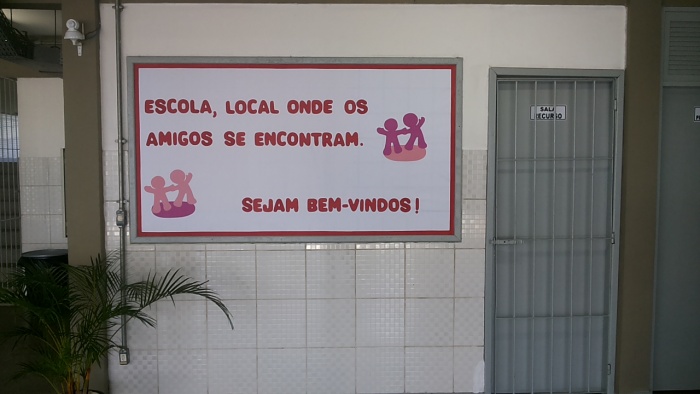 ESCOLA, LOCAL ONDE OS
AMIGOS SE ENCONTRAM.
SEJAM BEM-VINDOS!
SALA
RECURSO